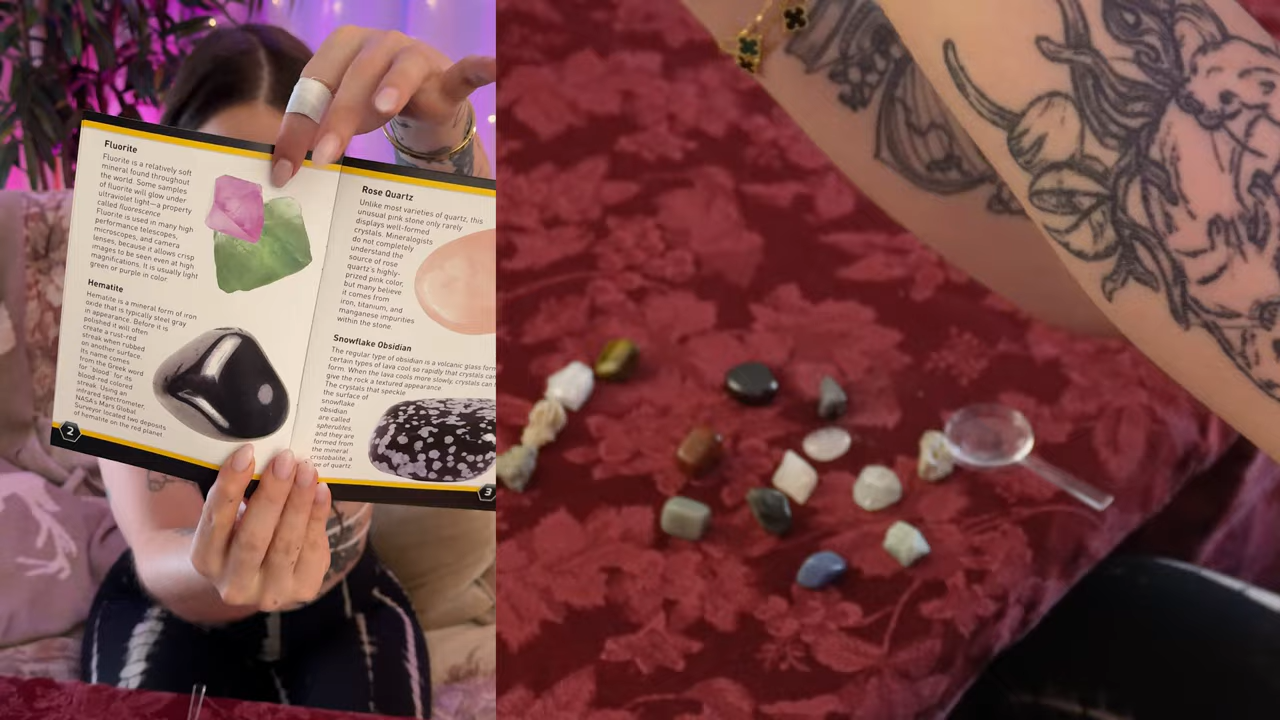 Fluorite
Fluorite is a relatively soft
mineral found throughout
the world. Some samples
of fluorite will glow under
ultraviolet light—a property
called fluorescence
Fluorite is used in many high
performance telescopes,
microscopes, and camera
lenses, because it allows crisp
images to be seen even at high
magnifications. It is usually light
green or purple in color.
Hematite
Hematite is a mineral form of iron
oxide that is typically steel gray
in appearance. Before it is
polished it will often
create a rust-red
streak when rubbed
on another surface.
Its name comes
from the Greek word
for "blood" for its
blood-red colored
streak. Using an
infrared spectrometer,
NASA's Mars Global
Surveyor located two deposits
of hematite on the red planet
2
Rose Quartz
Unlike most varieties of quartz, this
unusual pink stone only rarely
displays well-formed
crystals. Mineralogists
do not completely
understand the
source of rose
quartz's highly-
prized pink color,
but many believe
it comes from
iron, titanium, and
manganese impurities
within the stone.
Snowflake Obsidian
The regular type of obsidian is a volcanic glass form
Certain types of lava cool so rapidly that crystals can
form. When the lava cools more slowly, crystals can
give the rock a textured appearance.
The crystals that speckle
the surface of
snowflake
obsidian
are called
spherulites,
and they are
formed from
the mineral
cristobalite, a
type of quartz.
3